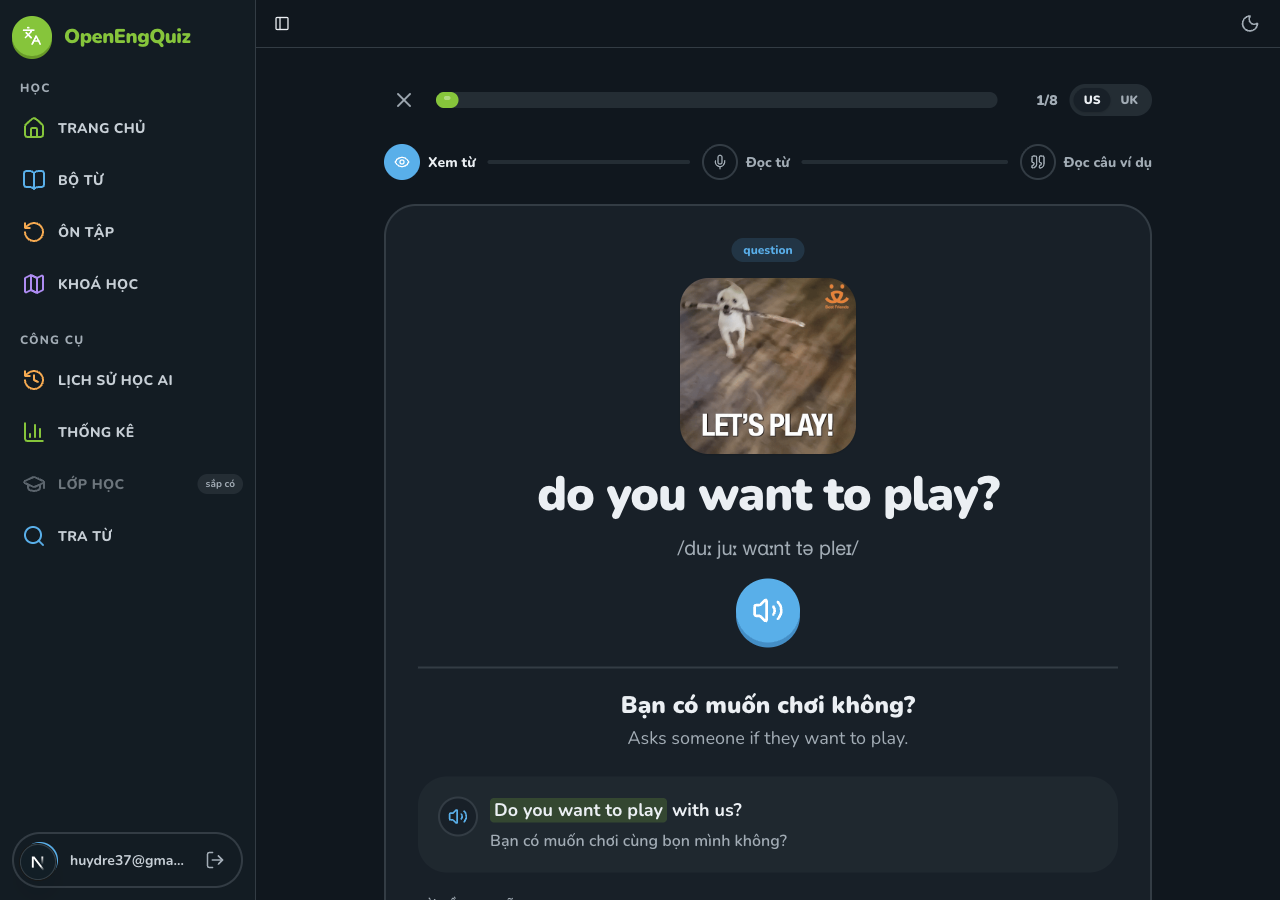 OpenEngQuiz
HỌC
TRANG CHỦ
BỘ TỪ
ÔN TẬP
KHOÁ HỌC
CÔNG CỤ
LỊCH SỬ HỌC AI
THỐNG KÊ
LỚP HỌC
sắp có
TRA TỪ
huydre37@gma...
1/8
US
UK
Xem từ
Đọc từ
Đọc câu ví dụ
question
LET'S PLAY!
do you want to play?
/duː juː wɑːnt tə pleɪ/
Bạn có muốn chơi không?
Asks someone if they want to play.
Do you want to play with us?
Bạn có muốn chơi cùng bọn mình không?